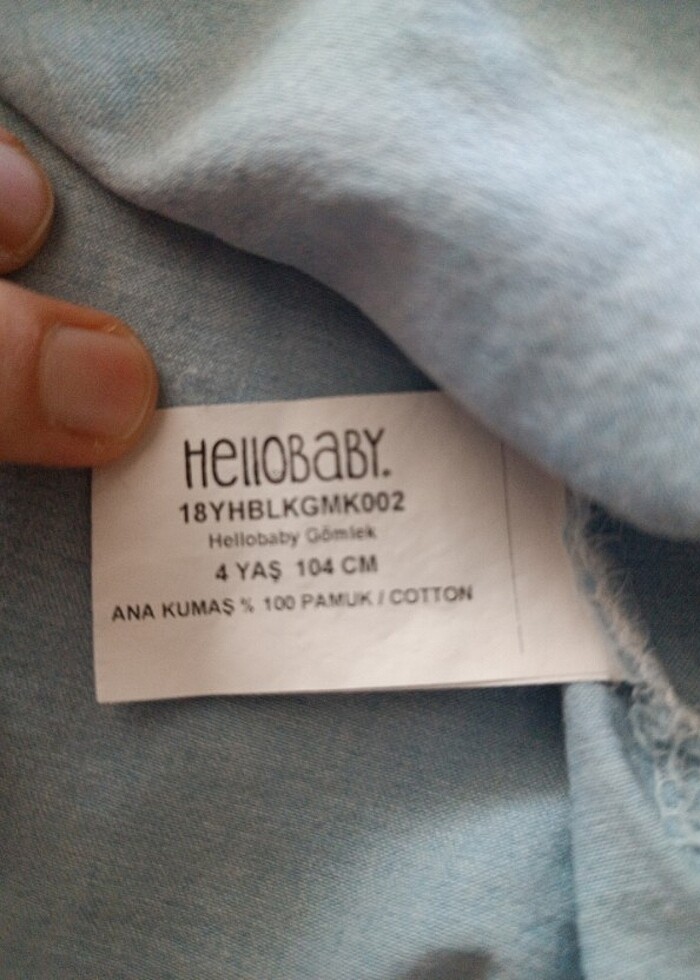 HelloBaby.
18YHBLKGMK002
Hellobaby Gömlek
4 YAŞ 104 CM
ANA KUMAŞ % 100 PAMUK / COTTON